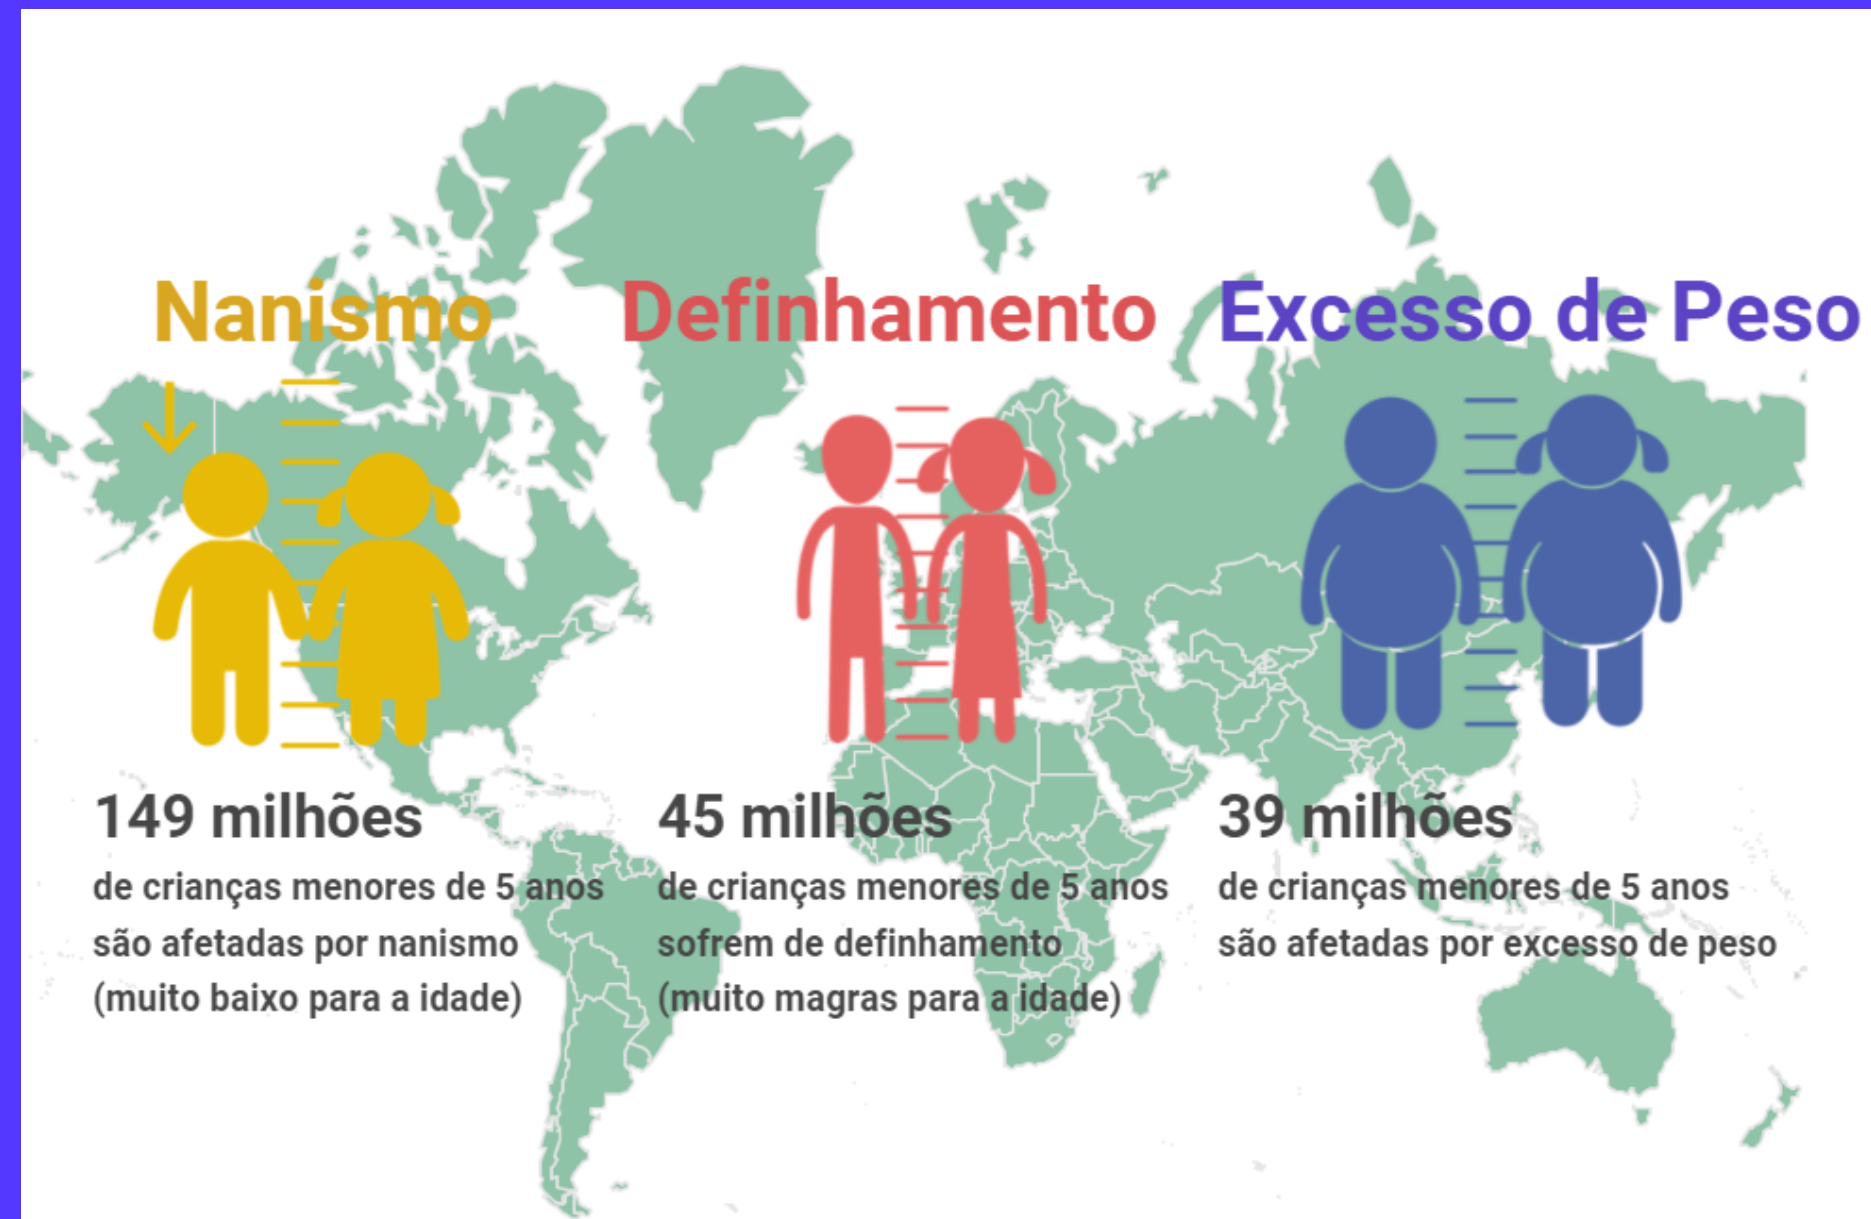 Nanismo
Definhamento
Excesso de Peso
149 milhões
de crianças menores de 5 anos
são afetadas por nanismo
(muito baixo para a idade)
45 milhões
de crianças menores de 5 anos
sofrem de definhamento
(muito magras para a idade)
39 milhões
de crianças menores de 5 anos
são afetadas por excesso de peso